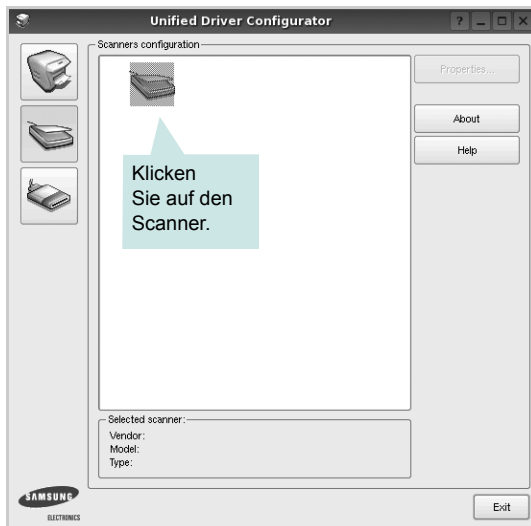 Unified Driver Configurator
Scanners configuration
Properties...
About
Help
Klicken
Sie auf den
Scanner.
Selected scanner:
Vendor:
Model:
Type:
SAMSUNG
ELECTRONICS
Exit